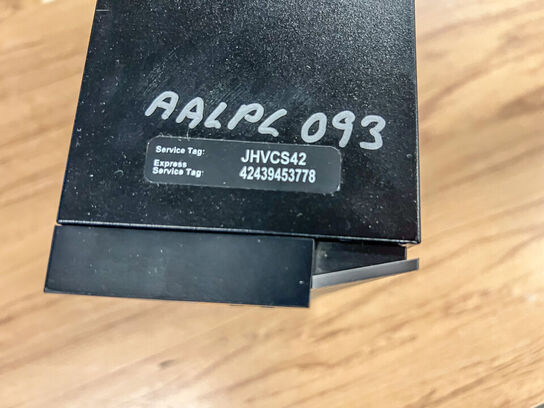 AALPL 093
Service Tag: JHVCS42
Express
Service Tag: 42439453778